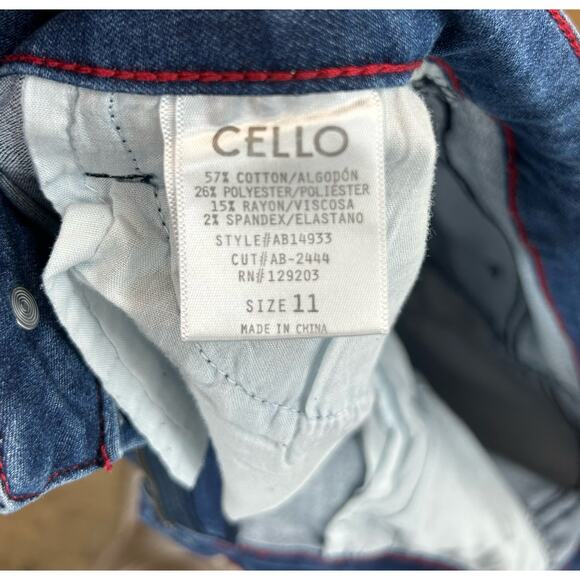 CELLO
57% COTTON/ALGODÓN
26% POLYESTER/POLIÉSTER
15% RAYON/VISCOSA
2% SPANDEX/ELASTANO
STYLE#AB14933
CUT#AB-2444
RN#129203
SIZE 11
MADE IN CHINA